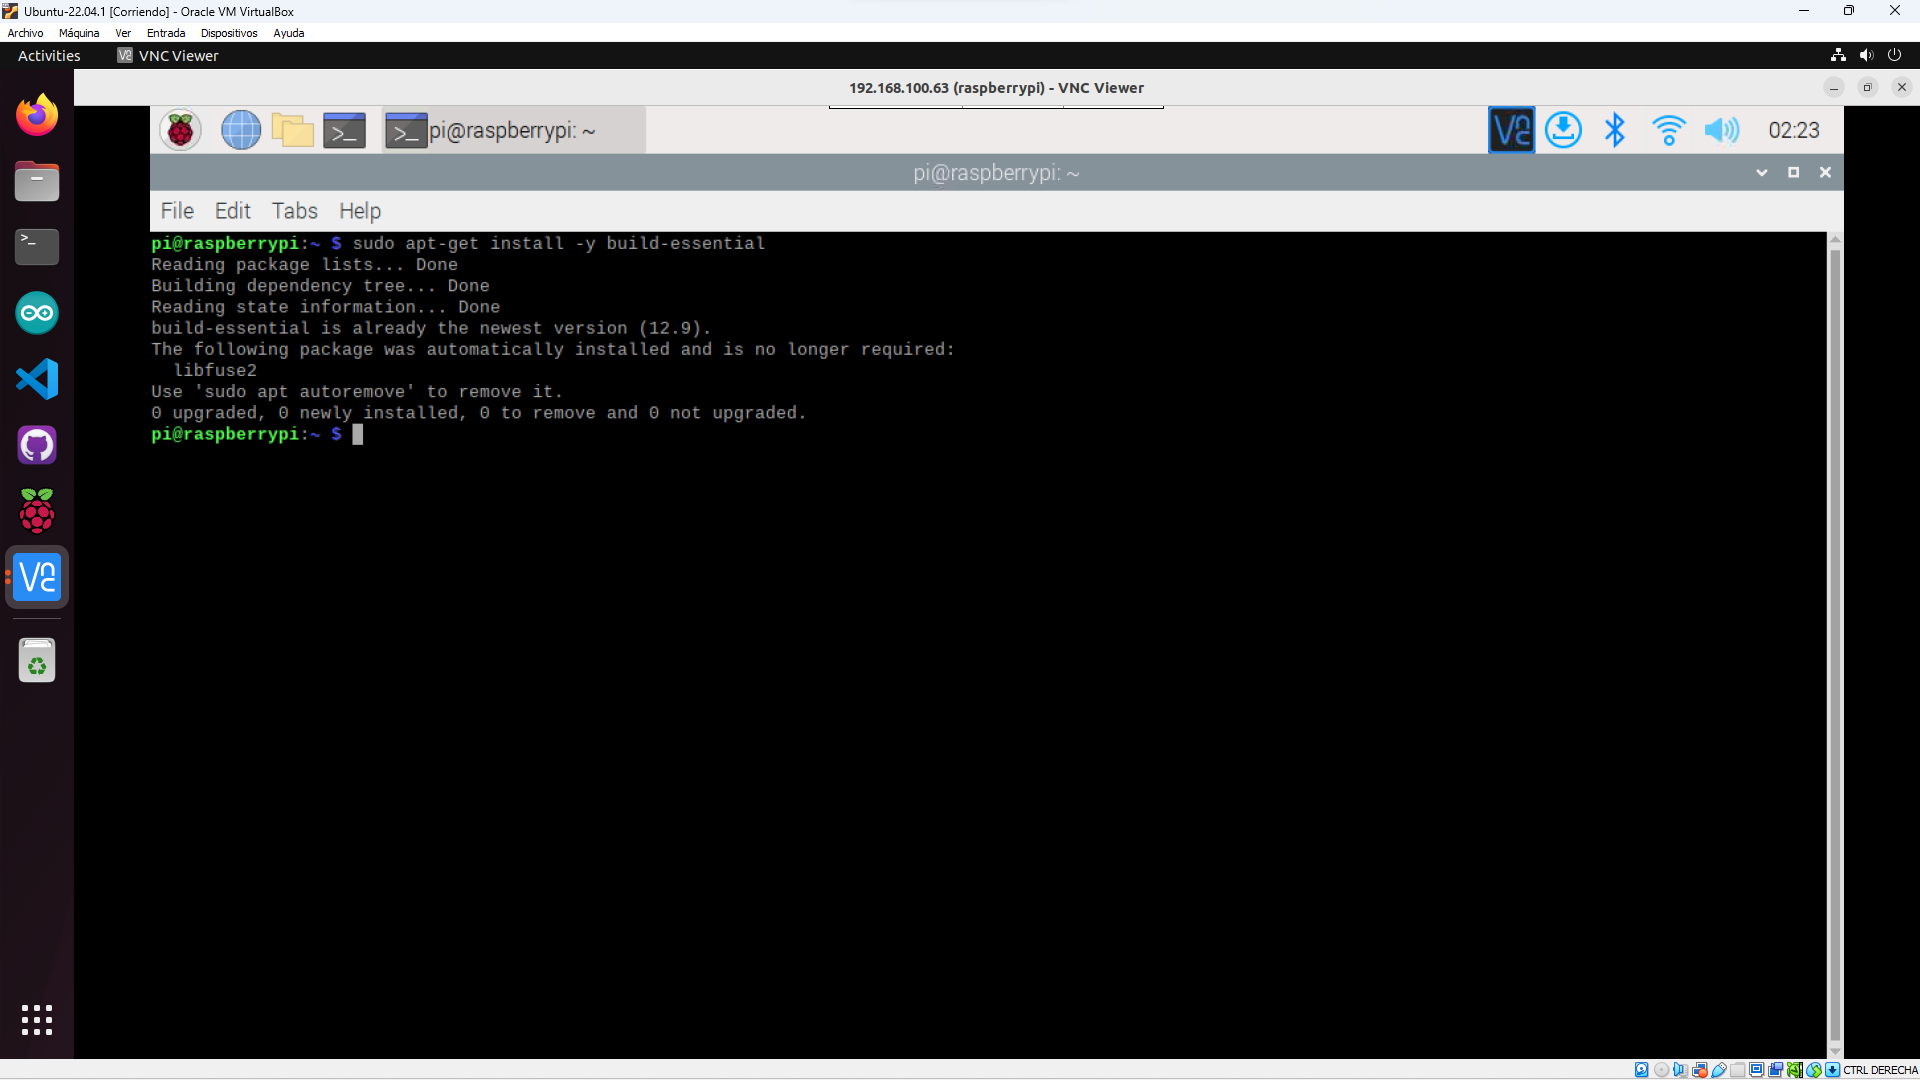 Ubuntu-22.04.1 [Corriendo] - Oracle VM VirtualBox
Archivo Máquina Ver Entrada Dispositivos Ayuda
Activities VNC Viewer
192.168.100.63 (raspberrypi) - VNC Viewer
pi@raspberrypi: ~ 02:23
pi@raspberrypi: ~
File Edit Tabs Help
pi@raspberrypi:~ $ sudo apt-get install -y build-essential
Reading package lists... Done
Building dependency tree... Done
Reading state information... Done
build-essential is already the newest version (12.9).
The following package was automatically installed and is no longer required:
libfuse2
Use 'sudo apt autoremove' to remove it.
0 upgraded, 0 newly installed, 0 to remove and 0 not upgraded.
pi@raspberrypi:~ $
CTRL DERECHA